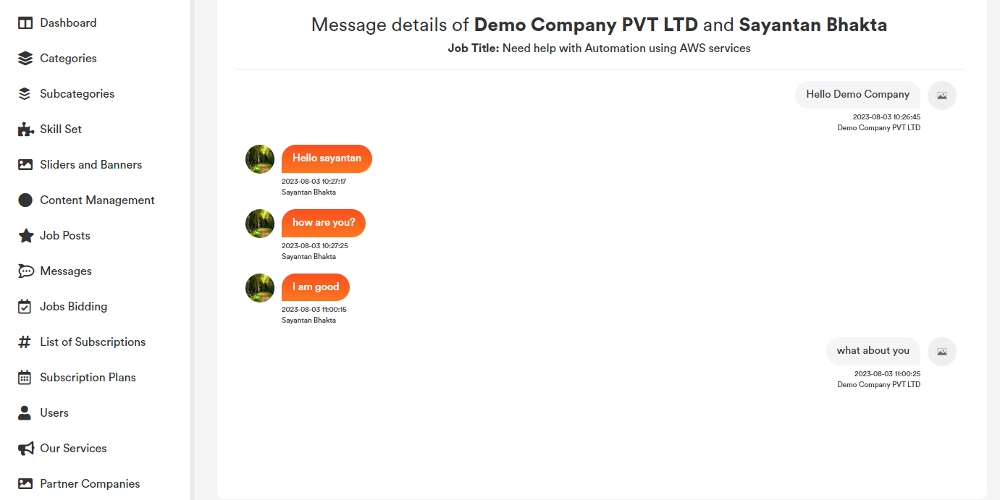 Dashboard
Categories
Subcategories
Skill Set
Sliders and Banners
Content Management
Job Posts
Messages
Jobs Bidding
List of Subscriptions
Subscription Plans
Users
Our Services
Partner Companies
Message details of Demo Company PVT LTD and Sayantan Bhakta
Job Title: Need help with Automation using AWS services
Hello Demo Company
2023-08-03 10:26:45
Demo Company PVT LTD
Hello sayantan
2023-08-03 10:27:17
Sayantan Bhakta
how are you?
2023-08-03 10:27:25
Sayantan Bhakta
I am good
2023-08-03 11:00:15
Sayantan Bhakta
what about you
2023-08-03 11:00:25
Demo Company PVT LTD